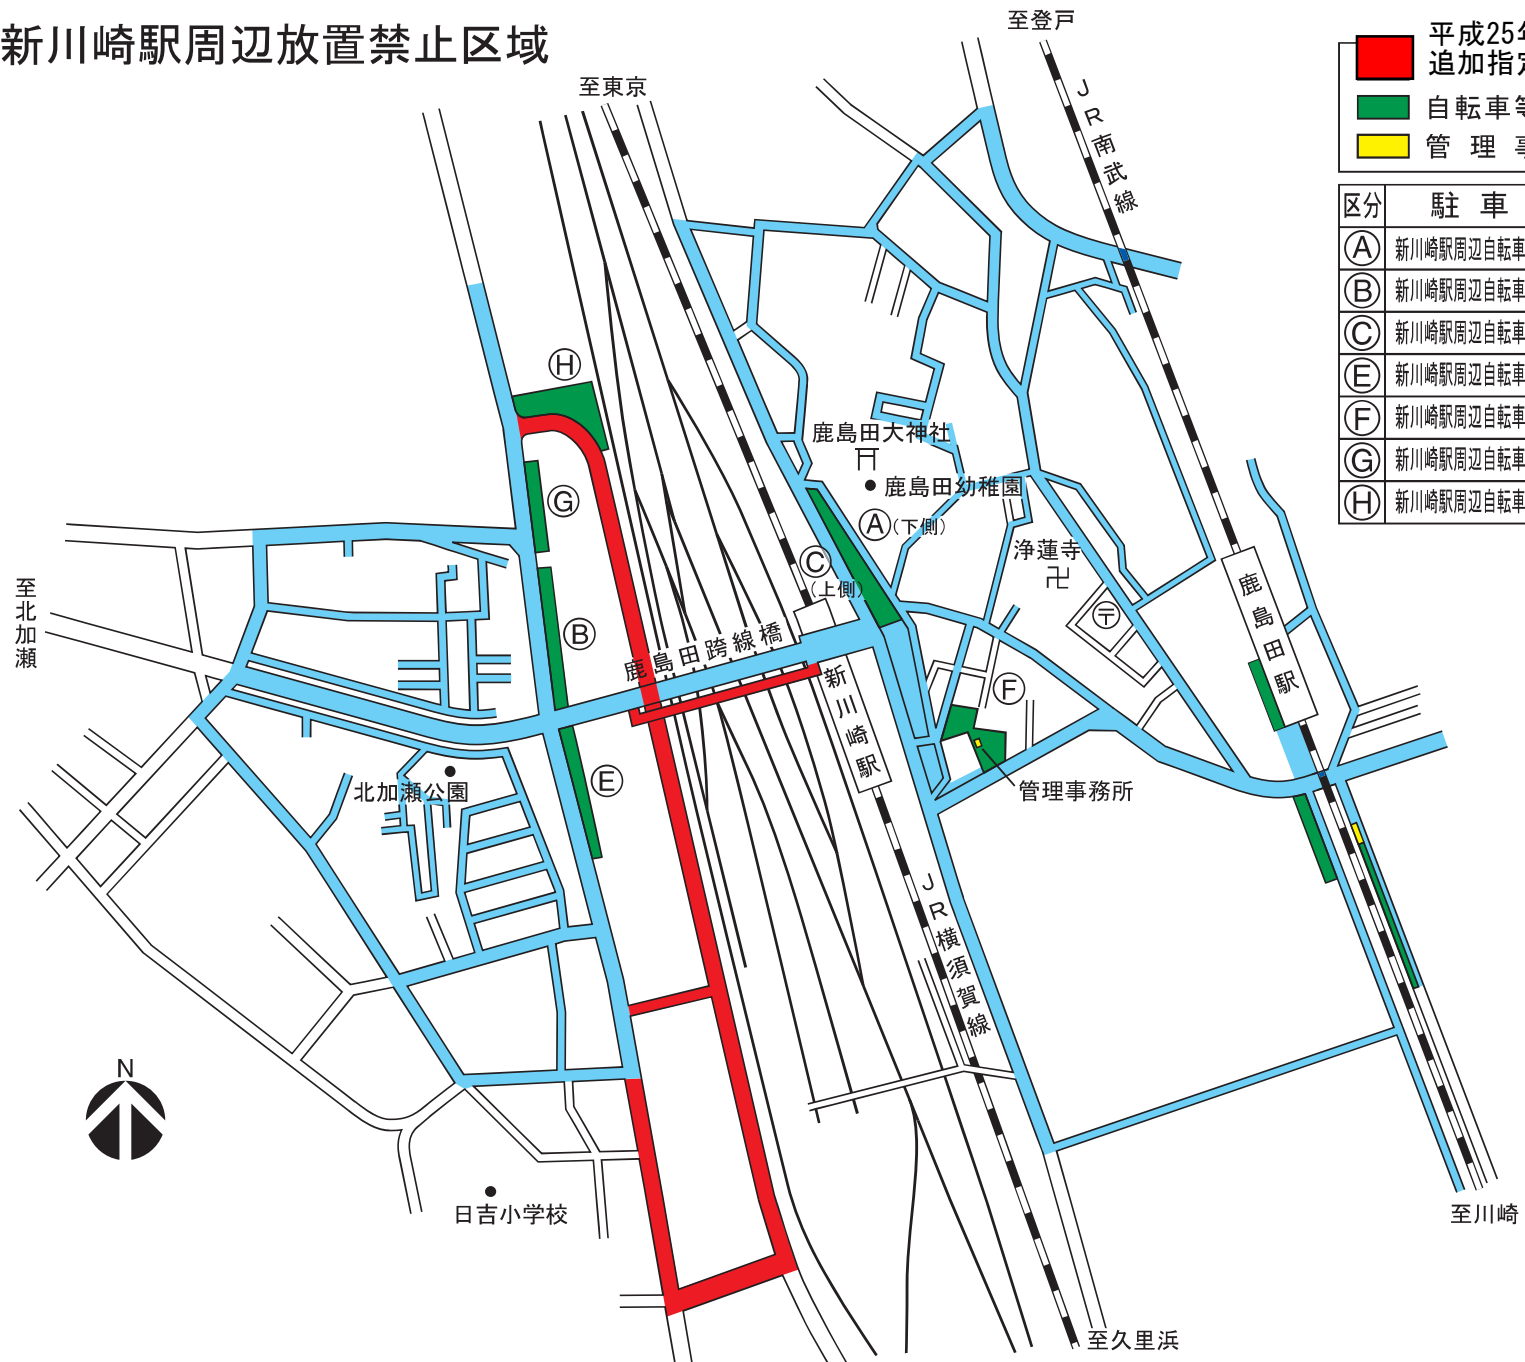 新川崎駅周辺放置禁止区域
至登戸
至東京
JR南武線
平成25
追加指
自転車
管理
区分 駐車
A 新川崎駅周辺自転車
B 新川崎駅周辺自転車
C 新川崎駅周辺自転車
E 新川崎駅周辺自転車
F 新川崎駅周辺自転車
G 新川崎駅周辺自転車
H 新川崎駅周辺自転車
H
鹿島田大神社
鹿島田幼稚園
G
A(下側)
C
(上側)
浄蓮寺
〒
至北加瀬
B
鹿島田跨線橋
新川崎駅
鹿島田駅
F
E
北加瀬公園
管理事務所
JR横須賀線
N
日吉小学校
至川崎
至久里浜